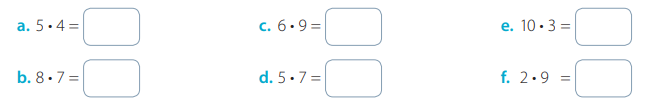 a. 5 • 4 =
c. 6 • 9 =
e. 10 • 3 =
b. 8 • 7 =
d. 5 • 7 =
f. 2 • 9 =